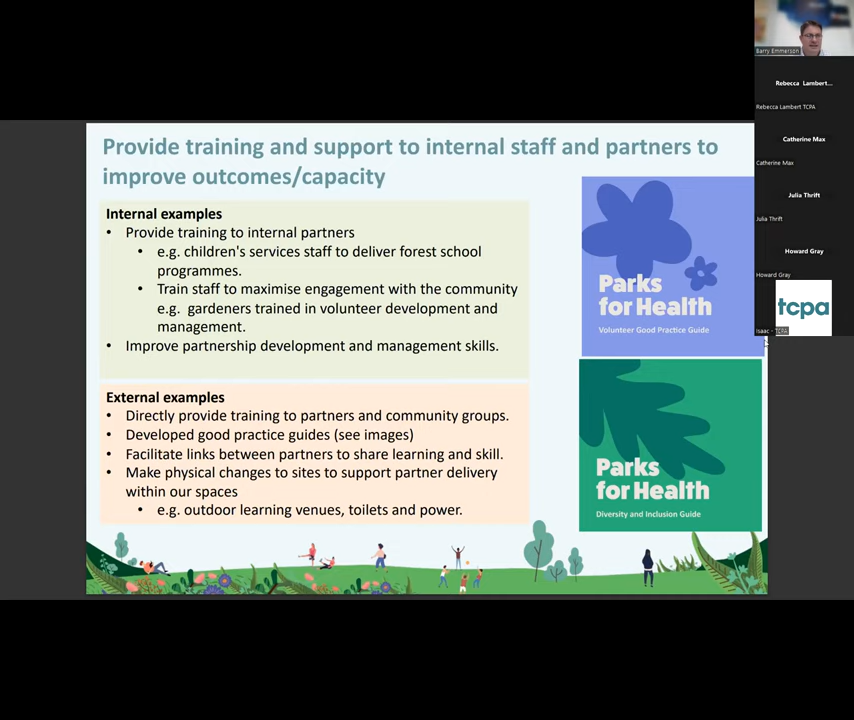 Provide training and support to internal staff and partners to
improve outcomes/capacity
Internal examples
• Provide training to internal partners
• e.g. children's services staff to deliver forest school
programmes.
• Train staff to maximise engagement with the community
e.g. gardeners trained in volunteer development and
management.
• Improve partnership development and management skills.
External examples
• Directly provide training to partners and community groups.
• Developed good practice guides (see images)
• Facilitate links between partners to share learning and skill.
• Make physical changes to sites to support partner delivery
within our spaces
• e.g. outdoor learning venues, toilets and power.
Parks
for Health
Volunteer Good Practice Guide
Parks
for Health
Diversity and Inclusion Guide
Barry Emmerson
Rebecca Lambert...
Rebecca Lambert TCPA
Catherine Max
Catherine Max
Julia Thrift
Julia Thrift
Howard Gray
Howard Gray
tcpa
Isaac - TCPA